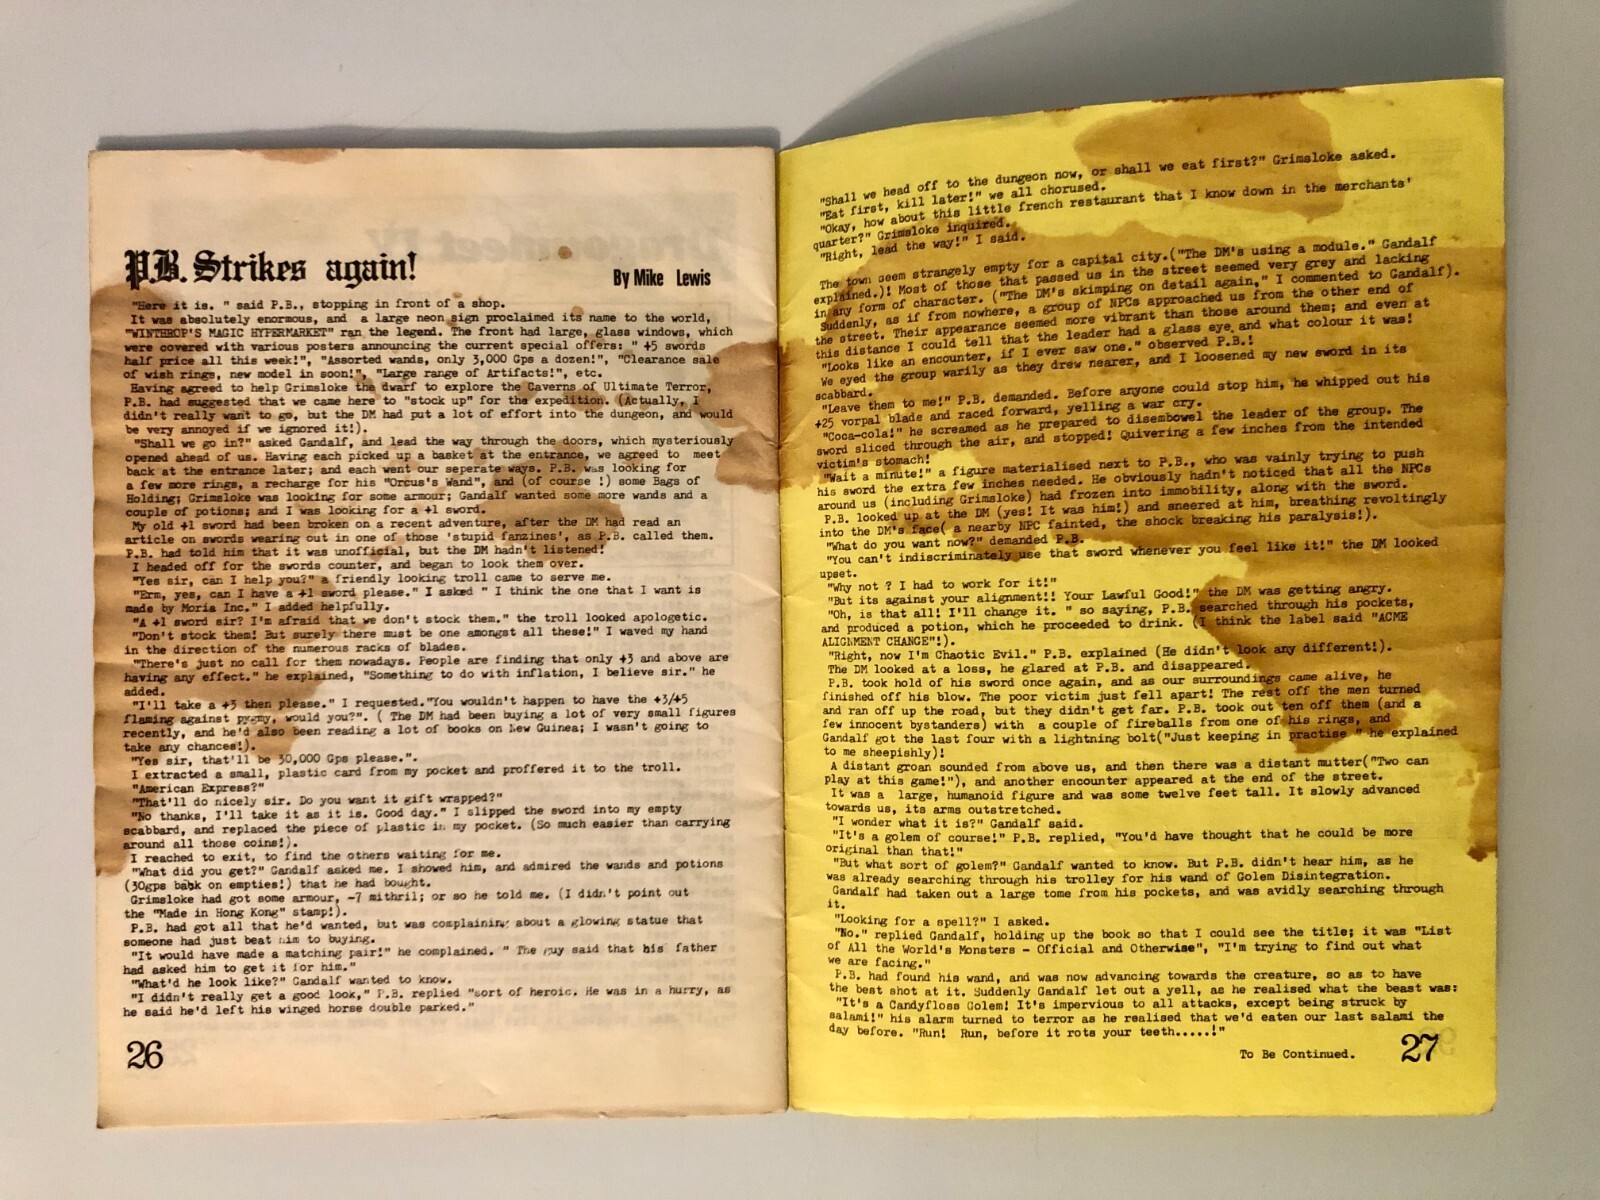 P.B. Strikes again!
By Mike Lewis
"Here it is. " said P.B., stopping in front of a shop.
It was absolutely enormous, and a large neon sign proclaimed its name to the world,
"WINTHROP'S MAGIC HYPERMARKET" ran the legend. The front had large, glass windows, which
were covered with various posters announcing the current special offers: " +5 swords
half price all this week!", "Assorted wands, only 3,000 Gps a dozen!", "Clearance sale
of wish rings, new model in soon!", "Large range of Artifacts!", etc.
Having agreed to help Grimsloke the dwarf to explore the Caverns of Ultimate Terror,
P.B. had suggested that we came here to "stock up" for the expedition. (Actually, I
didn't really want to go, but the DM had put a lot of effort into the dungeon, and would
be very annoyed if we ignored it!).
"Shall we go in?" asked Gandalf, and lead the way through the doors, which mysteriously
opened ahead of us. Having each picked up a basket at the entrance, we agreed to meet
back at the entrance later; and each went our seperate ways. P.B. was looking for
a few more rings, a recharge for his "Orcus's Wand", and (of course !) some Bags of
Holding; Grimsloke was looking for some armour; Gandalf wanted some more wands and a
couple of potions; and I was looking for a +1 sword.
My old +1 sword had been broken on a recent adventure, after the DM had read an
article on swords wearing out in one of those 'stupid fanzines', as P.B. called them.
P.B. had told him that it was unofficial, but the DM hadn't listened!
I headed off for the swords counter, and began to look them over.
"Yes sir, can I help you?" a friendly looking troll came to serve me.
"Erm, yes, can I have a +1 sword please." I asked " I think the one that I want is
made by Moria Inc." I added helpfully.
"A +1 sword sir? I'm afraid that we don't stock them." the troll looked apologetic.
"Don't stock them! But surely there must be one amongst all these!" I waved my hand
in the direction of the numerous racks of blades.
"There's just no call for them nowadays. People are finding that only +3 and above are
having any effect." he explained, "Something to do with inflation, I believe sir." he
added.
"I'll take a +3 then please." I requested."You wouldn't happen to have the +3/+5
flaming against pygmy, would you?". ( The DM had been buying a lot of very small figures
recently, and he'd also been reading a lot of books on New Guinea; I wasn't going to
take any chances!).
"Yes sir, that'll be 30,000 Gps please.".
I extracted a small, plastic card from my pocket and proffered it to the troll.
"American Express?"
"That'll do nicely sir. Do you want it gift wrapped?"
"No thanks, I'll take it as it is. Good day." I slipped the sword into my empty
scabbard, and replaced the piece of plastic in my pocket. (So much easier than carrying
around all those coins!).
I reached to exit, to find the others waiting for me.
"What did you get?" Gandalf asked me. I showed him, and admired the wands and potions
(30gps back on empties!) that he had bought.
Grimsloke had got some armour, -7 mithril; or so he told me. (I didn't point out
the "Made in Hong Kong" stamp!).
P.B. had got all that he'd wanted, but was complaining about a glowing statue that
someone had just beat him to buying.
"It would have made a matching pair!" he complained. " The guy said that his father
had asked him to get it for him."
"What'd he look like?" Gandalf wanted to know.
"I didn't really get a good look," P.B. replied "sort of heroic. He was in a hurry, as
he said he'd left his winged horse double parked."
26
"Shall we head off to the dungeon now, or shall we eat first?" Grimsloke asked.
"Eat first, kill later!" we all chorused.
"Okay, how about this little french restaurant that I know down in the merchants'
quarter?" Grimsloke inquired.
"Right, lead the way!" I said.
The town seem strangely empty for a capital city.("The DM's using a module." Gandalf
explained.)! Most of those that passed us in the street seemed very grey and lacking
in any form of character. ("The DM's skimping on detail again," I commented to Gandalf).
Suddenly, as if from nowhere, a group of NPCs approached us from the other end of
the street. Their appearance seemed more vibrant than those around them; and even at
this distance I could tell that the leader had a glass eye and what colour it was!
"Looks like an encounter, if I ever saw one." observed P.B.!
We eyed the group warily as they drew nearer, and I loosened my new sword in its
scabbard.
"Leave them to me!" P.B. demanded. Before anyone could stop him, he whipped out his
+25 vorpal blade and raced forward, yelling a war cry.
"Coca-cola!" he screamed as he prepared to disembowel the leader of the group. The
sword sliced through the air, and stopped! Quivering a few inches from the intended
victim's stomach!
"Wait a minute!" a figure materialised next to P.B., who was vainly trying to push
his sword the extra few inches needed. He obviously hadn't noticed that all the NPCs
around us (including Grimsloke) had frozen into immobility, along with the sword.
P.B. looked up at the DM (yes! It was him!) and sneered at him, breathing revoltingly
into the DM's face( a nearby NPC fainted, the shock breaking his paralysis!).
"What do you want now?" demanded P.B.
"You can't indiscriminately use that sword whenever you feel like it!" the DM looked
upset.
"Why not ? I had to work for it!"
"But its against your alignment!! Your Lawful Good!" the DM was getting angry.
"Oh, is that all! I'll change it. " so saying, P.B. searched through his pockets,
and produced a potion, which he proceeded to drink. (I think the label said "ACME
ALIGNMENT CHANGE"!).
"Right, now I'm Chaotic Evil." P.B. explained (He didn't look any different!).
The DM looked at a loss, he glared at P.B. and disappeared.
P.B. took hold of his sword once again, and as our surroundings came alive, he
finished off his blow. The poor victim just fell apart! The rest off the men turned
and ran off up the road, but they didn't get far. P.B. took out ten off them (and a
few innocent bystanders) with a couple of fireballs from one of his rings, and
Gandalf got the last four with a lightning bolt("Just keeping in practise " he explained
to me sheepishly)!
A distant groan sounded from above us, and then there was a distant mutter("Two can
play at this game!"), and another encounter appeared at the end of the street.
It was a large, humanoid figure and was some twelve feet tall. It slowly advanced
towards us, its arms outstretched.
"I wonder what it is?" Gandalf said.
"It's a golem of course!" P.B. replied, "You'd have thought that he could be more
original than that!"
"But what sort of golem?" Gandalf wanted to know. But P.B. didn't hear him, as he
was already searching through his trolley for his wand of Golem Disintegration.
Gandalf had taken out a large tome from his pockets, and was avidly searching through
it.
"Looking for a spell?" I asked.
"No." replied Gandalf, holding up the book so that I could see the title; it was "List
of All the World's Monsters - Official and Otherwise", "I'm trying to find out what
we are facing."
P.B. had found his wand, and was now advancing towards the creature, so as to have
the best shot at it. Suddenly Gandalf let out a yell, as he realised what the beast was:
"It's a Candyfloss Golem! It's impervious to all attacks, except being struck by
salami!" his alarm turned to terror as he realised that we'd eaten our last salami the
day before. "Run! Run, before it rots your teeth.....!"
To Be Continued.
27